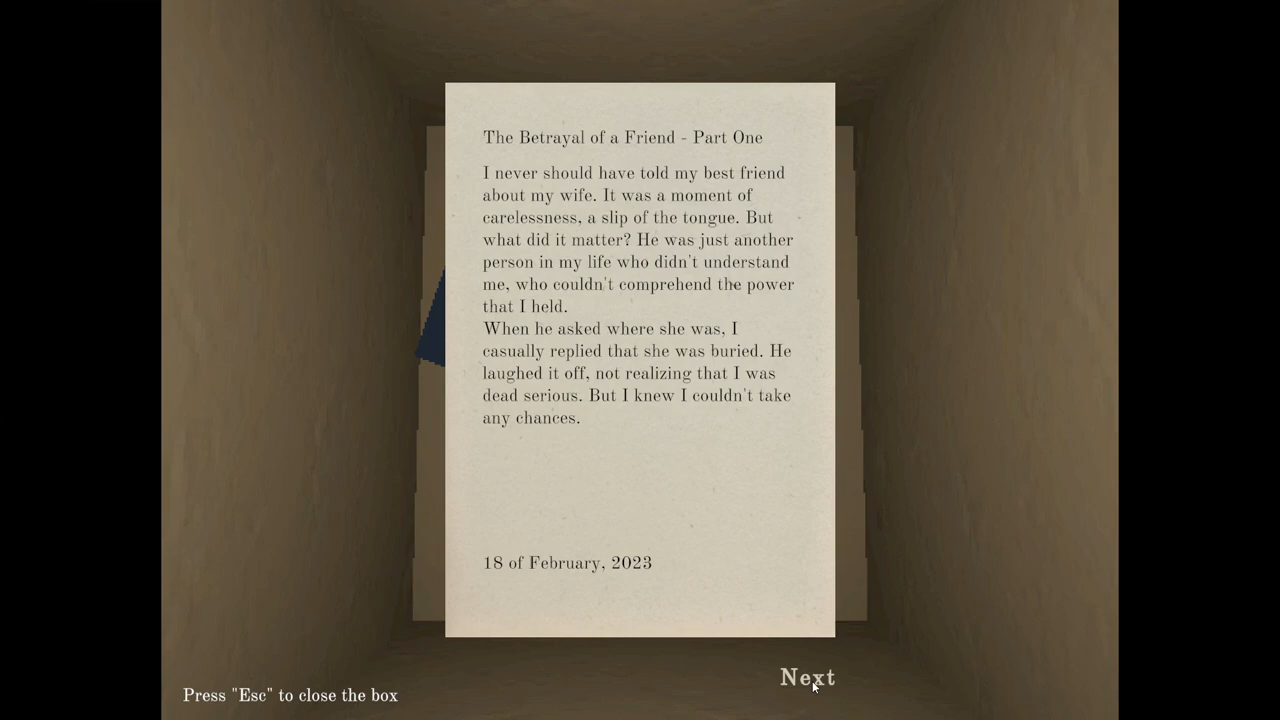 The Betrayal of a Friend - Part One
I never should have told my best friend
about my wife. It was a moment of
carelessness, a slip of the tongue. But
what did it matter? He was just another
person in my life who didn't understand
me, who couldn't comprehend the power
that I held.
When he asked where she was, I
casually replied that she was buried. He
laughed it off, not realizing that I was
dead serious. But I knew I couldn't take
any chances.
18 of February, 2023
Next
Press "Esc" to close the box